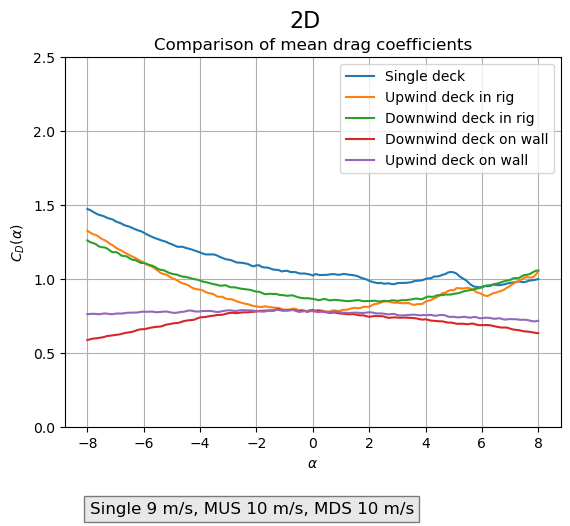 2D
Comparison of mean drag coefficients
Single deck
Upwind deck in rig
Downwind deck in rig
Downwind deck on wall
Upwind deck on wall
2.5
2.0
1.5
1.0
0.5
0.0
C_D(α)
−8 −6 −4 −2 0 2 4 6 8
α
Single 9 m/s, MUS 10 m/s, MDS 10 m/s